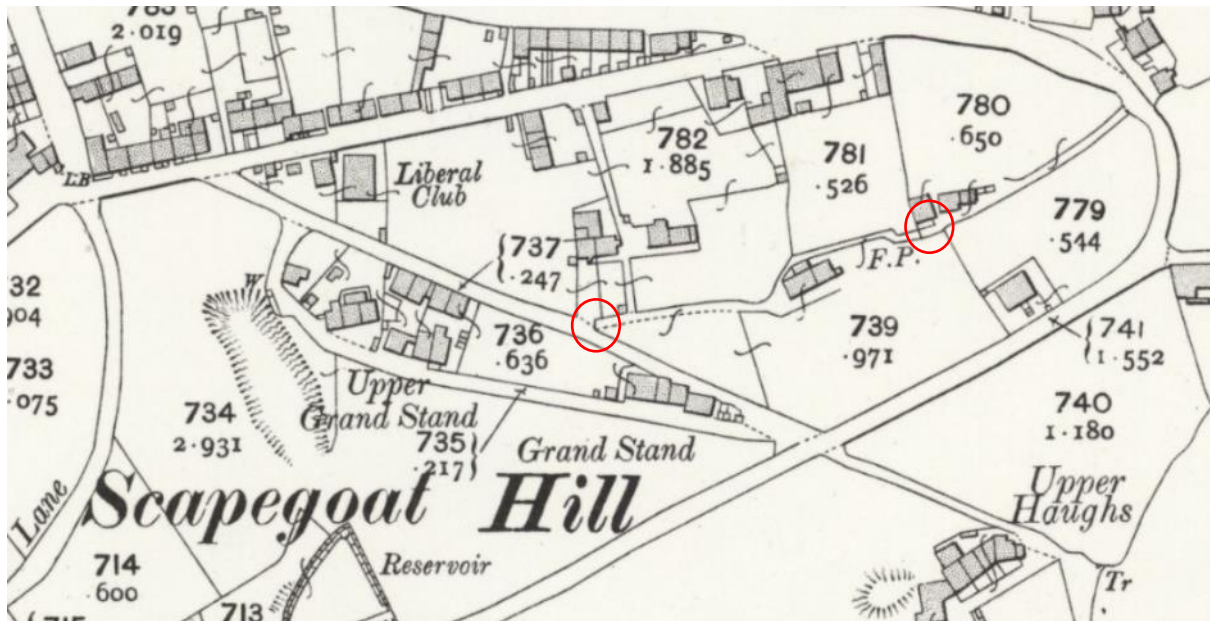 2.019
780
.650
782
1.885
781
.526
L.B
Liberal
Club
779
.544
F.P.
737
.247
W
736
.636
739
.971
741
1.552
733
.075
Upper
Grand Stand
734
2.931
735
.217
Grand Stand
740
1.180
Scapegoat Hill
Upper
Haughs
Lane
714
.600
Reservoir
Tr
713